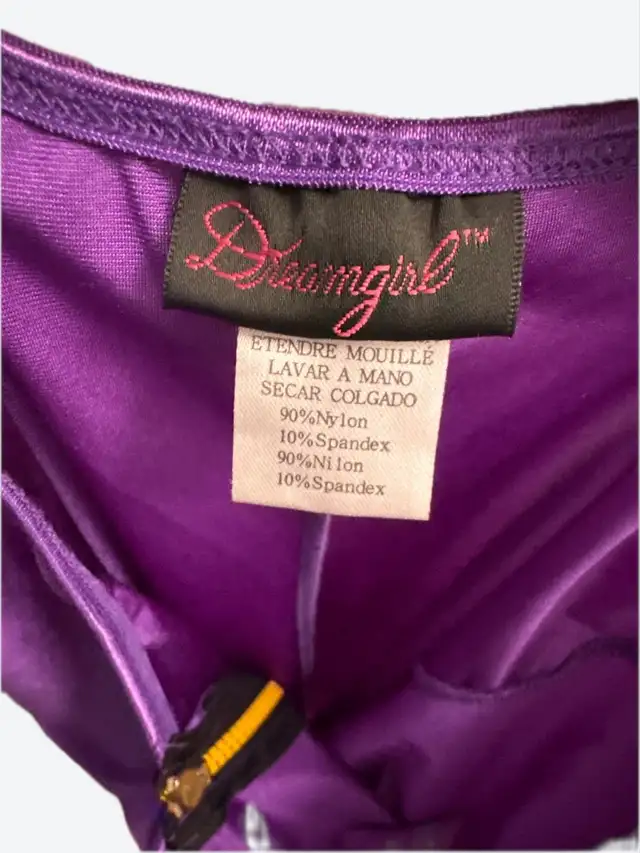 Dreamgirl™
ETENDRE MOUILLÉ
LAVAR A MANO
SECAR COLGADO
90%Nylon
10%Spandex
90%Nilon
10%Spandex